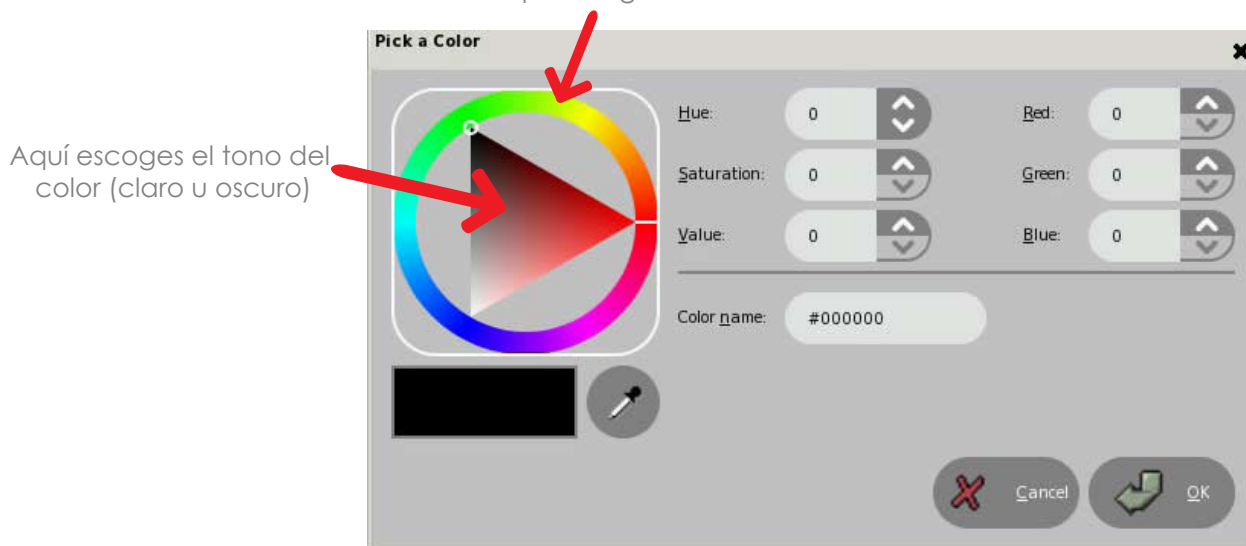 Pick a Color
Aquí escoges el tono del
color (claro u oscuro)
Hue: 0 Red: 0
Saturation: 0 Green: 0
Value: 0 Blue: 0
Color name: #000000
Cancel OK